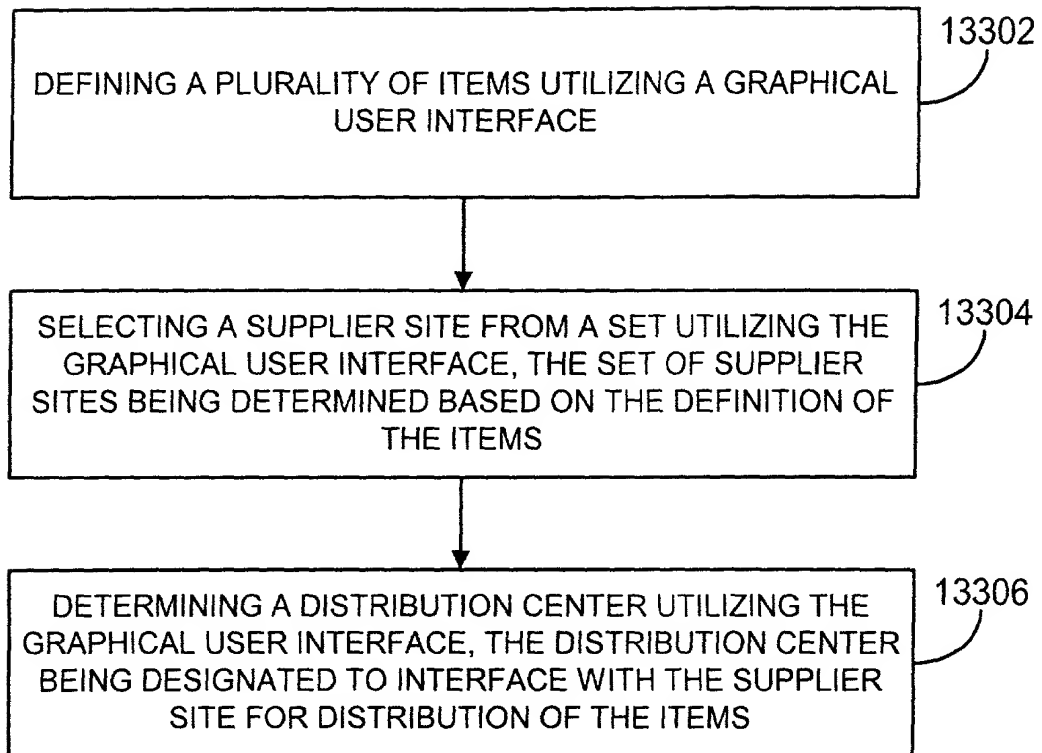 13302
DEFINING A PLURALITY OF ITEMS UTILIZING A GRAPHICAL
USER INTERFACE
13304
SELECTING A SUPPLIER SITE FROM A SET UTILIZING THE
GRAPHICAL USER INTERFACE, THE SET OF SUPPLIER
SITES BEING DETERMINED BASED ON THE DEFINITION OF
THE ITEMS
13306
DETERMINING A DISTRIBUTION CENTER UTILIZING THE
GRAPHICAL USER INTERFACE, THE DISTRIBUTION CENTER
BEING DESIGNATED TO INTERFACE WITH THE SUPPLIER
SITE FOR DISTRIBUTION OF THE ITEMS